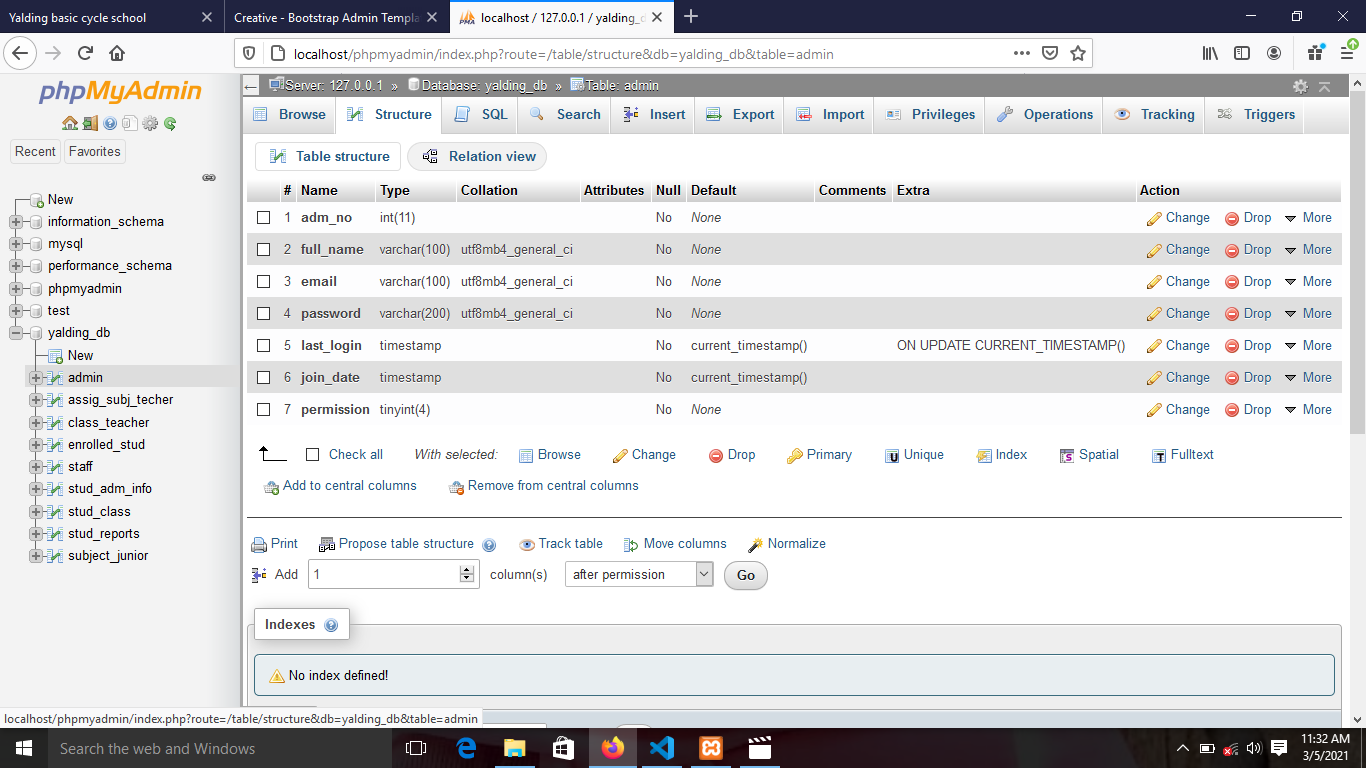 Yalding basic cycle school
Creative - Bootstrap Admin Templa
localhost / 127.0.0.1 / yalding_d
localhost/phpmyadmin/index.php?route=/table/structure&db=yalding_db&table=admin
phpMyAdmin
Recent
Favorites
New
information_schema
mysql
performance_schema
phpmyadmin
test
yalding_db
New
admin
assig_subj_techer
class_teacher
enrolled_stud
staff
stud_adm_info
stud_class
stud_reports
subject_junior
Server: 127.0.0.1 » Database: yalding_db » Table: admin
Browse Structure SQL Search Insert Export Import Privileges Operations Tracking Triggers
Table structure Relation view
# Name Type Collation Attributes Null Default Comments Extra Action
1 adm_no int(11) No None Change Drop More
2 full_name varchar(100) utf8mb4_general_ci No None Change Drop More
3 email varchar(100) utf8mb4_general_ci No None Change Drop More
4 password varchar(200) utf8mb4_general_ci No None Change Drop More
5 last_login timestamp No current_timestamp() ON UPDATE CURRENT_TIMESTAMP() Change Drop More
6 join_date timestamp No current_timestamp() Change Drop More
7 permission tinyint(4) No None Change Drop More
Check all With selected: Browse Change Drop Primary Unique Index Spatial Fulltext
Add to central columns Remove from central columns
Print Propose table structure Track table Move columns Normalize
Add 1 column(s) after permission Go
Indexes
No index defined!
localhost/phpmyadmin/index.php?route=/table/structure&db=yalding_db&table=admin
Search the web and Windows
11:32 AM
3/5/2021